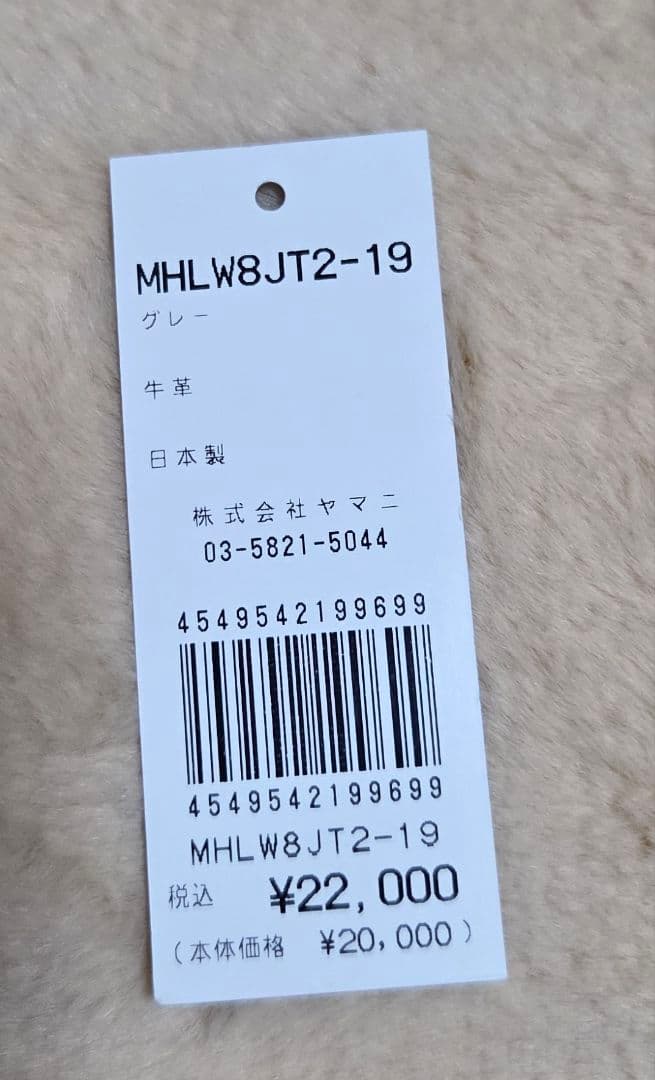 MHLW8JT2-19
グレー
牛革
日本製
株式会社ヤマニ
03-5821-5044
4549542199699
4549542199699
MHLW8JT2-19
税込 ¥22,000
(本体価格 ¥20,000)